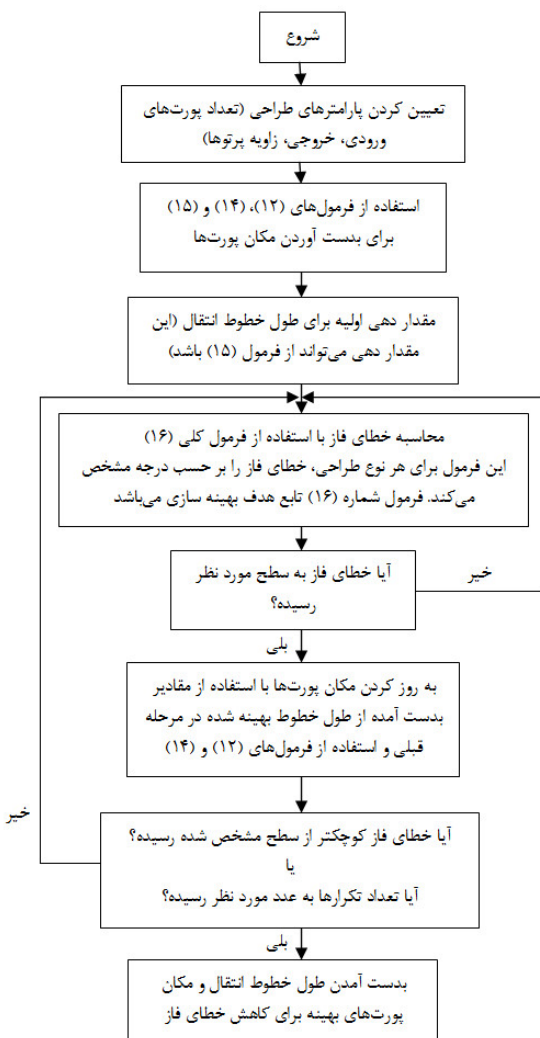 شروع
تعیین کردن پارامترهای طراحی (تعداد پورت‌های
ورودی، خروجی، زاویه پرتوها)
استفاده از فرمول‌های (۱۲)، (۱۴) و (۱۵)
برای بدست آوردن مکان پورت‌ها
مقدار دهی اولیه برای طول خطوط انتقال (این
مقدار دهی می‌تواند از فرمول (۱۵) باشد)
محاسبه خطای فاز با استفاده از فرمول کلی (۱۶)
این فرمول برای هر نوع طراحی، خطای فاز را بر حسب درجه مشخص
می‌کند. فرمول شماره (۱۶) تابع هدف بهینه سازی می‌باشد
آیا خطای فاز به سطح مورد نظر
رسیده؟
خیر
بلی
به روز کردن مکان پورت‌ها با استفاده از مقادیر
بدست آمده از طول خطوط بهینه شده در مرحله
قبلی و استفاده از فرمول‌های (۱۲) و (۱۴)
آیا خطای فاز کوچکتر از سطح مشخص شده رسیده؟
یا
آیا تعداد تکرارها به عدد مورد نظر رسیده؟
خیر
بلی
بدست آمدن طول خطوط انتقال و مکان
پورت‌های بهینه برای کاهش خطای فاز